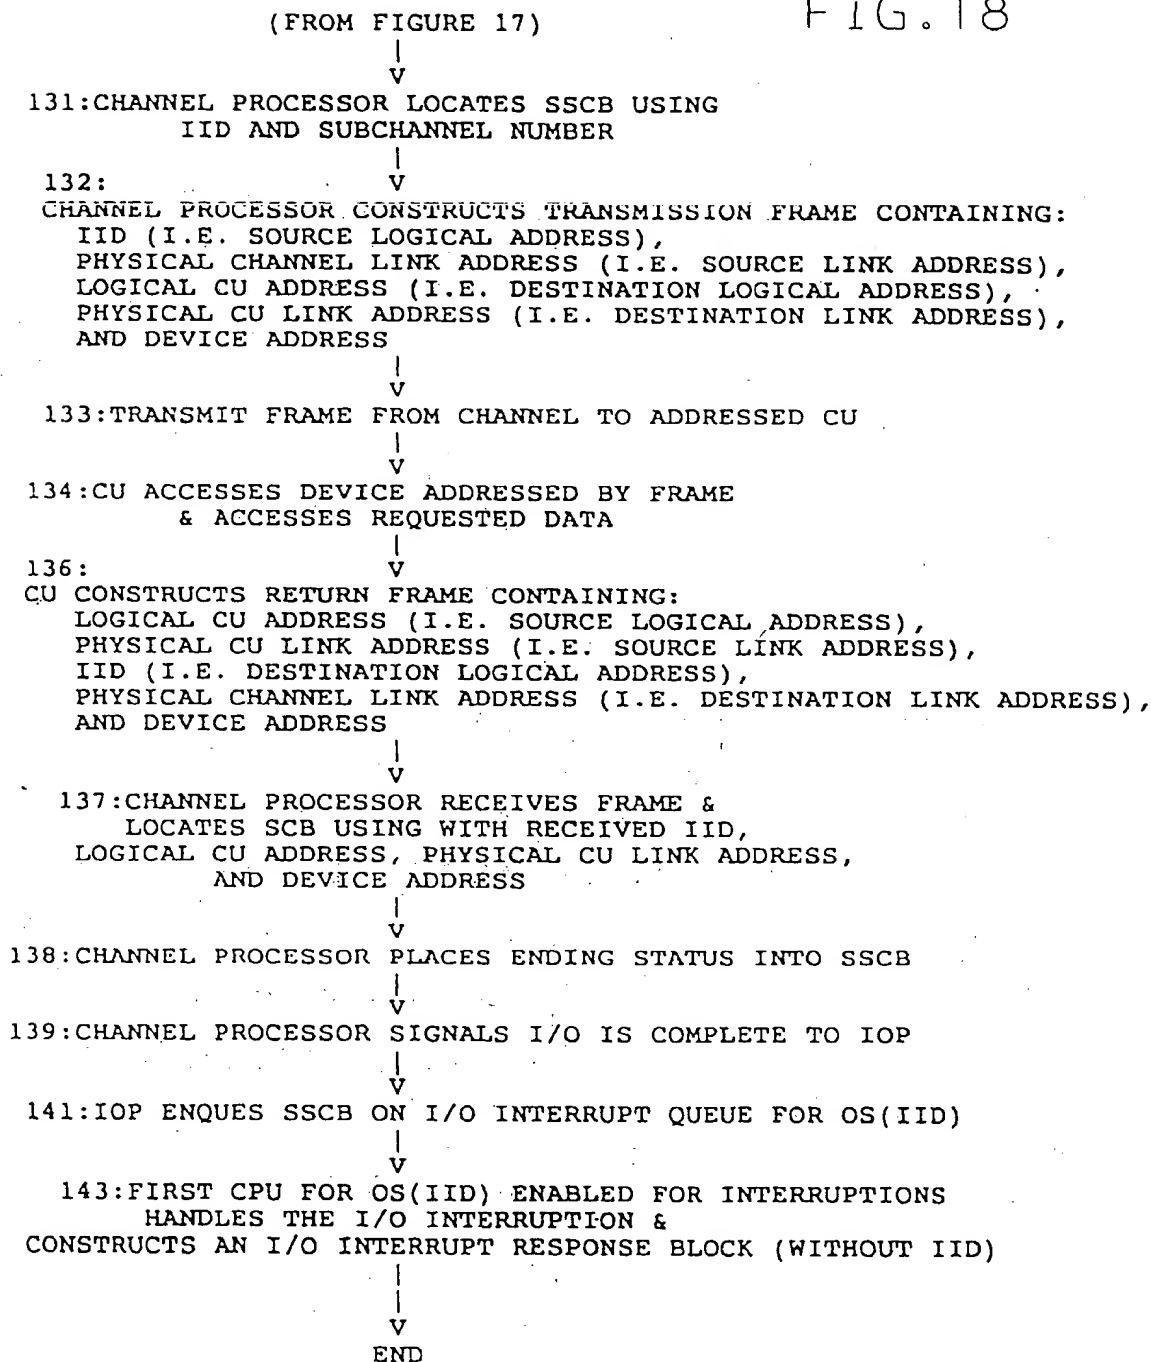 FIG.18
(FROM FIGURE 17)
|
V
131:CHANNEL PROCESSOR LOCATES SSCB USING
IID AND SUBCHANNEL NUMBER
|
V
132:
CHANNEL PROCESSOR CONSTRUCTS TRANSMISSION FRAME CONTAINING:
IID (I.E. SOURCE LOGICAL ADDRESS),
PHYSICAL CHANNEL LINK ADDRESS (I.E. SOURCE LINK ADDRESS),
LOGICAL CU ADDRESS (I.E. DESTINATION LOGICAL ADDRESS),
PHYSICAL CU LINK ADDRESS (I.E. DESTINATION LINK ADDRESS),
AND DEVICE ADDRESS
|
V
133:TRANSMIT FRAME FROM CHANNEL TO ADDRESSED CU
|
V
134:CU ACCESSES DEVICE ADDRESSED BY FRAME
& ACCESSES REQUESTED DATA
|
V
136:
CU CONSTRUCTS RETURN FRAME CONTAINING:
LOGICAL CU ADDRESS (I.E. SOURCE LOGICAL ADDRESS),
PHYSICAL CU LINK ADDRESS (I.E. SOURCE LINK ADDRESS),
IID (I.E. DESTINATION LOGICAL ADDRESS),
PHYSICAL CHANNEL LINK ADDRESS (I.E. DESTINATION LINK ADDRESS),
AND DEVICE ADDRESS
|
V
137:CHANNEL PROCESSOR RECEIVES FRAME &
LOCATES SCB USING WITH RECEIVED IID,
LOGICAL CU ADDRESS, PHYSICAL CU LINK ADDRESS,
AND DEVICE ADDRESS
|
V
138:CHANNEL PROCESSOR PLACES ENDING STATUS INTO SSCB
|
V
139:CHANNEL PROCESSOR SIGNALS I/O IS COMPLETE TO IOP
|
V
141:IOP ENQUES SSCB ON I/O INTERRUPT QUEUE FOR OS(IID)
|
V
143:FIRST CPU FOR OS(IID) ENABLED FOR INTERRUPTIONS
HANDLES THE I/O INTERRUPTION &
CONSTRUCTS AN I/O INTERRUPT RESPONSE BLOCK (WITHOUT IID)
|
|
V
END